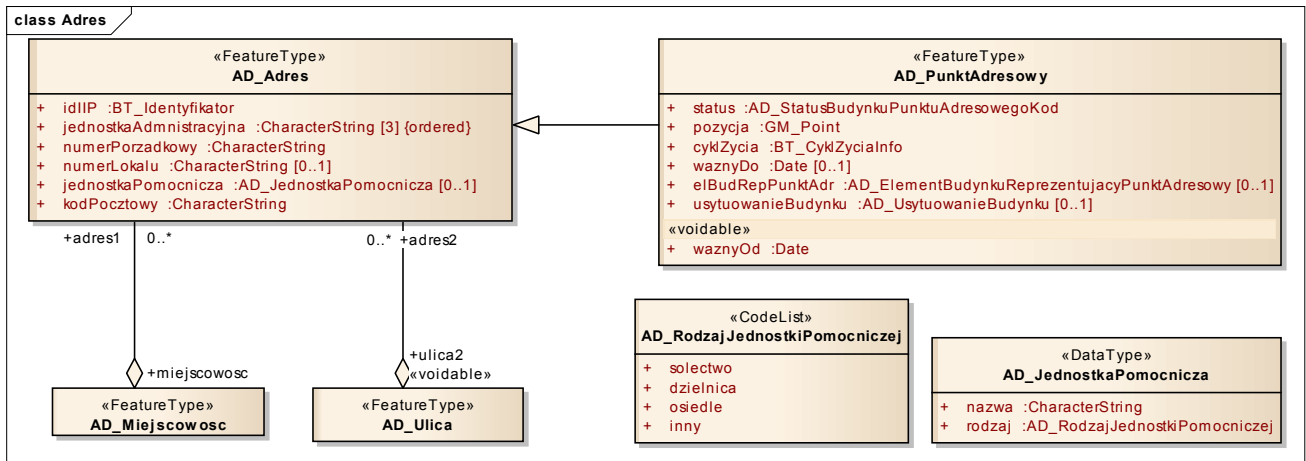 class Adres
«FeatureType»
AD_Adres
+ idIIP :BT_Identyfikator
+ jednostkaAdmnistracyjna :CharacterString [3] {ordered}
+ numerPorzadkowy :CharacterString
+ numerLokalu :CharacterString [0..1]
+ jednostkaPomocnicza :AD_JednostkaPomocnicza [0..1]
+ kodPocztowy :CharacterString
«FeatureType»
AD_PunktAdresowy
+ status :AD_StatusBudynkuPunktuAdresowegoKod
+ pozycja :GM_Point
+ cyklZycia :BT_CyklZyciaInfo
+ waznyDo :Date [0..1]
+ elBudRepPunktAdr :AD_ElementBudynkuReprezentujacyPunktAdresowy [0..1]
+ usytuowanieBudynku :AD_UsytuowanieBudynku [0..1]
«voidable»
+ waznyOd :Date
+adres1 0..*
0..* +adres2
+miejscowosc
+ulica2
«voidable»
«FeatureType»
AD_Miejscowosc
«FeatureType»
AD_Ulica
«CodeList»
AD_RodzajJednostkiPomocniczej
+ solectwo
+ dzielnica
+ osiedle
+ inny
«DataType»
AD_JednostkaPomocnicza
+ nazwa :CharacterString
+ rodzaj :AD_RodzajJednostkiPomocniczej